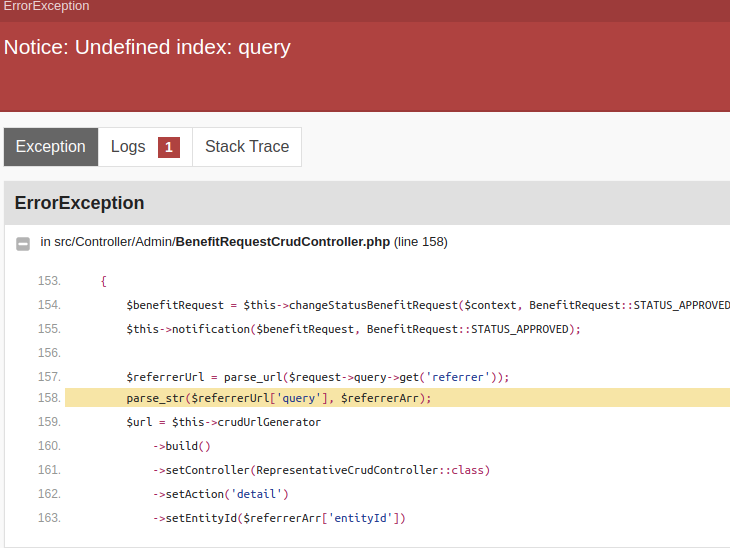 ErrorException
Notice: Undefined index: query
Exception Logs 1 Stack Trace
ErrorException
in src/Controller/Admin/BenefitRequestCrudController.php (line 158)
153. {
154. $benefitRequest = $this->changeStatusBenefitRequest($context, BenefitRequest::STATUS_APPROVED
155. $this->notification($benefitRequest, BenefitRequest::STATUS_APPROVED);
156.
157. $referrerUrl = parse_url($request->query->get('referrer'));
158. parse_str($referrerUrl['query'], $referrerArr);
159. $url = $this->crudUrlGenerator
160. ->build()
161. ->setController(RepresentativeCrudController::class)
162. ->setAction('detail')
163. ->setEntityId($referrerArr['entityId'])